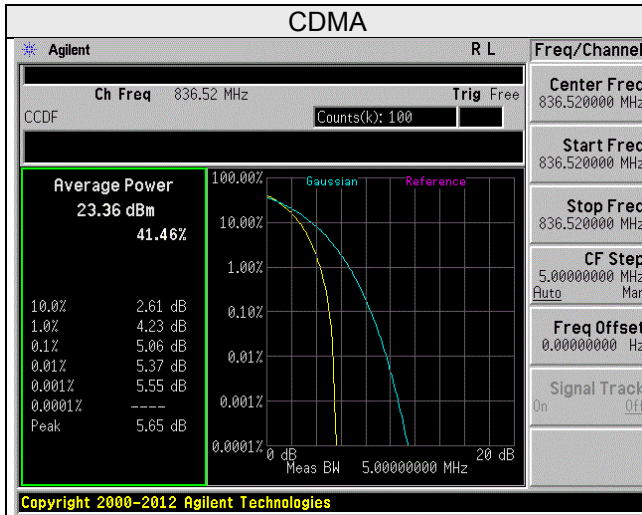 CDMA
Agilent R L Freq/Channel
Ch Freq 836.52 MHz Trig Free
CCDF Counts(k): 100
Center Freq
836.520000 MHz
Start Freq
836.520000 MHz
Stop Freq
836.520000 MHz
CF Step
5.00000000 MHz
Auto Man
Freq Offset
0.00000000 Hz
Signal Track
On Off
Average Power
23.36 dBm
41.46%
10.0% 2.61 dB
1.0% 4.23 dB
0.1% 5.06 dB
0.01% 5.37 dB
0.001% 5.55 dB
0.0001% ----
Peak 5.65 dB
100.00% Gaussian Reference
10.00%
1.00%
0.10%
0.01%
0.001%
0.0001%
0 dB 20 dB
Meas BW 5.00000000 MHz
Copyright 2000-2012 Agilent Technologies